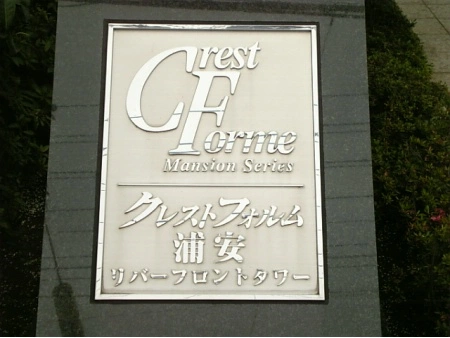 Crest
Forme
Mansion Series
クレストフォルム
浦安
リバーフロントタワー